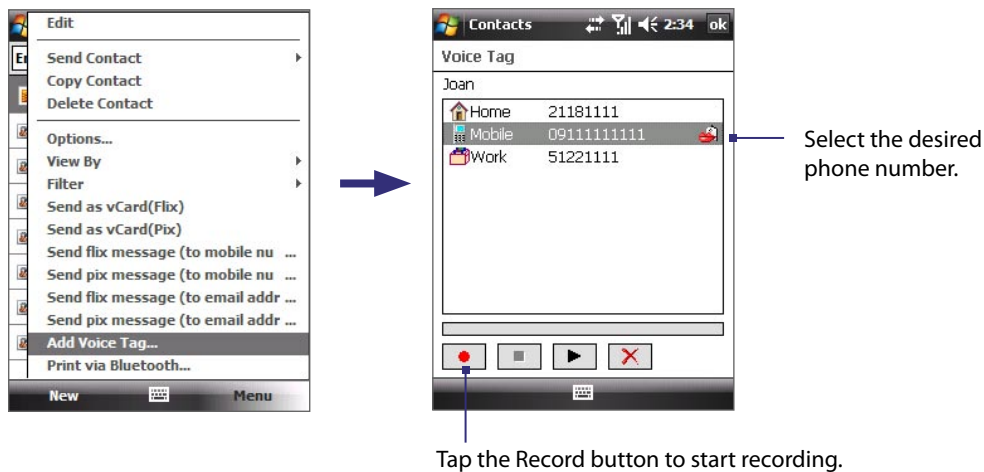 Edit
Er
Send Contact
Copy Contact
Delete Contact
Options...
View By
Filter
Send as vCard(Flix)
Send as vCard(Pix)
Send flix message (to mobile nu ...
Send pix message (to mobile nu ...
Send flix message (to email addr ...
Send pix message (to email addr ...
Add Voice Tag...
Print via Bluetooth...
New Menu
Contacts 2:34 ok
Voice Tag
Joan
Home 21181111
Mobile 09111111111
Work 51221111
Select the desired
phone number.
Tap the Record button to start recording.